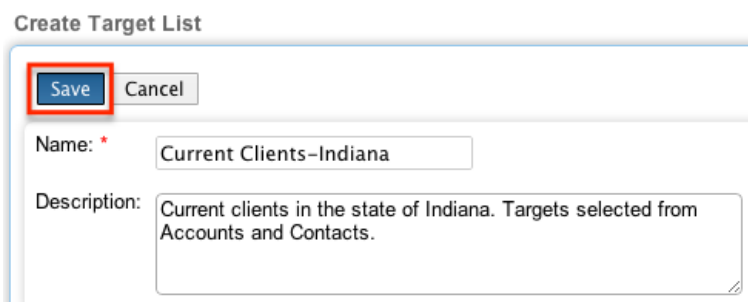 Create Target List
Save Cancel
Name: *
Current Clients-Indiana
Description:
Current clients in the state of Indiana. Targets selected from
Accounts and Contacts.